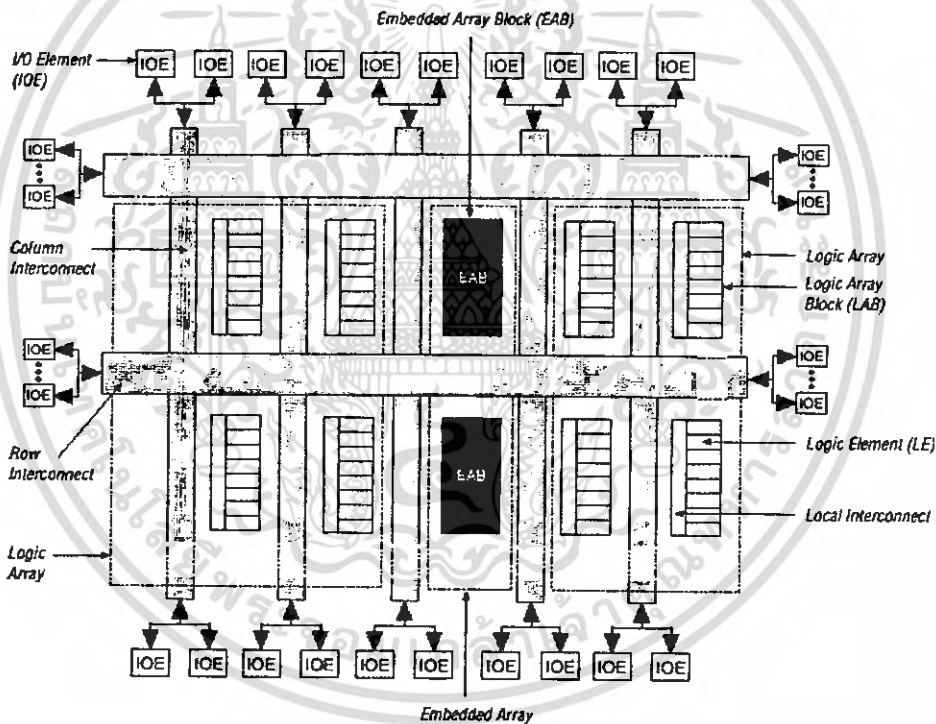 Embedded Array Block (EAB)
I/O Element
(IOE)
IOE IOE IOE IOE IOE IOE IOE IOE IOE IOE
IOE IOE
IOE IOE
Column
Interconnect
EAB
Logic Array
Logic Array
Block (LAB)
IOE IOE
IOE IOE
Row
Interconnect
EAB
Logic Element (LE)
Local Interconnect
Logic
Array
IOE IOE IOE IOE IOE IOE IOE IOE IOE IOE
Embedded Array